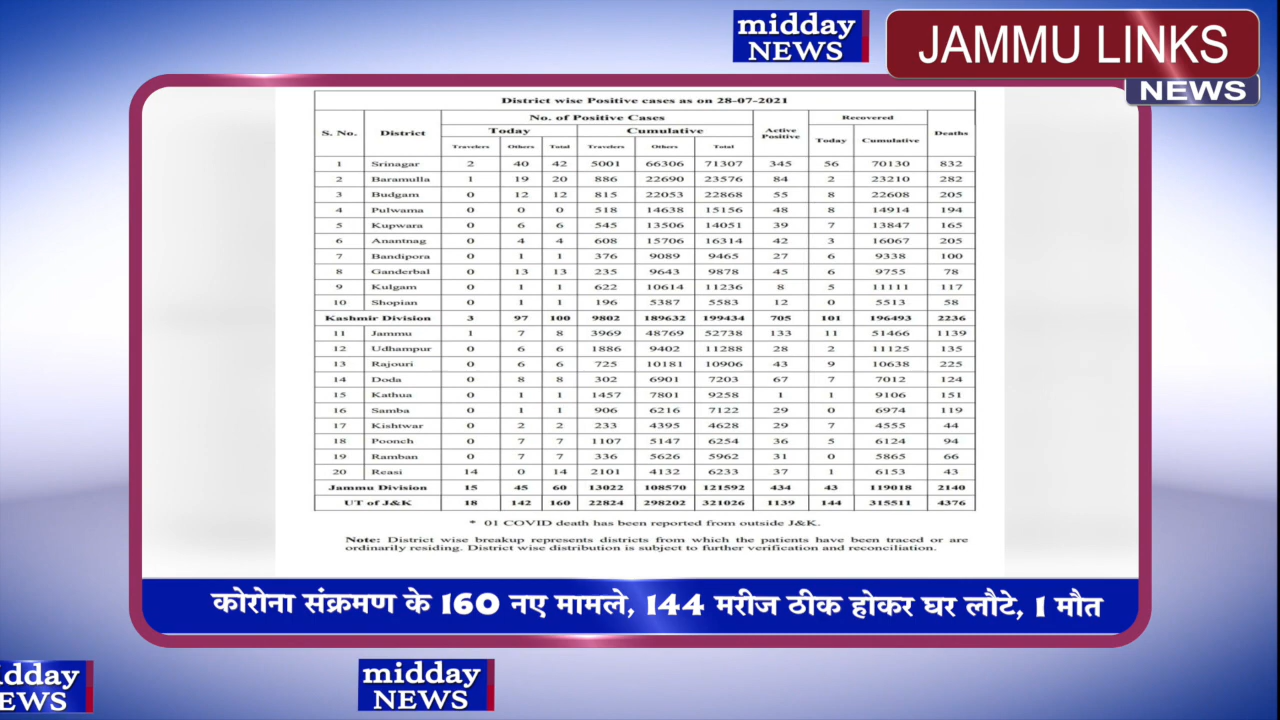 midday
NEWS
JAMMU LINKS
NEWS
District wise Positive cases as on 28-07-2021
S. No. District No. of Positive Cases Active Positive Recovered Deaths
Today Cumulative Today Cumulative
Travelers Others Total Travelers Others Total
1 Srinagar 2 40 42 5001 66306 71307 345 56 70130 832
2 Baramulla 1 19 20 886 22690 23576 84 2 23210 282
3 Budgam 0 12 12 815 22053 22868 55 8 22608 205
4 Pulwama 0 0 0 518 14638 15156 48 8 14914 194
5 Kupwara 0 6 6 545 13506 14051 39 7 13847 165
6 Anantnag 0 4 4 608 15706 16314 42 3 16067 205
7 Bandipora 0 1 1 376 9089 9465 27 6 9338 100
8 Ganderbal 0 13 13 235 9643 9878 45 6 9755 78
9 Kulgam 0 1 1 622 10614 11236 8 5 11111 117
10 Shopian 0 1 1 196 5387 5583 12 0 5513 58
Kashmir Division 3 97 100 9802 189632 199434 705 101 196493 2236
11 Jammu 1 7 8 3969 48769 52738 133 11 51466 1139
12 Udhampur 0 6 6 1886 9402 11288 28 2 11125 135
13 Rajouri 0 6 6 725 10181 10906 43 9 10638 225
14 Doda 0 8 8 302 6901 7203 67 7 7012 124
15 Kathua 0 1 1 1457 7801 9258 1 1 9106 151
16 Samba 0 1 1 906 6216 7122 29 0 6974 119
17 Kishtwar 0 2 2 233 4395 4628 29 7 4555 44
18 Poonch 0 7 7 1107 5147 6254 36 5 6124 94
19 Ramban 0 7 7 336 5626 5962 31 0 5865 66
20 Reasi 14 0 14 2101 4132 6233 37 1 6153 43
Jammu Division 15 45 60 13022 108570 121592 434 43 119018 2140
UT of J&K 18 142 160 22824 298202 321026 1139 144 315511 4376
* 01 COVID death has been reported from outside J&K.
Note: District wise breakup represents districts from which the patients have been traced or are
ordinarily residing. District wise distribution is subject to further verification and reconciliation.
कोरोना संक्रमण के 160 नए मामले, 144 मरीज ठीक होकर घर लौटे, 1 मौत
idday
EWS
midday
NEWS